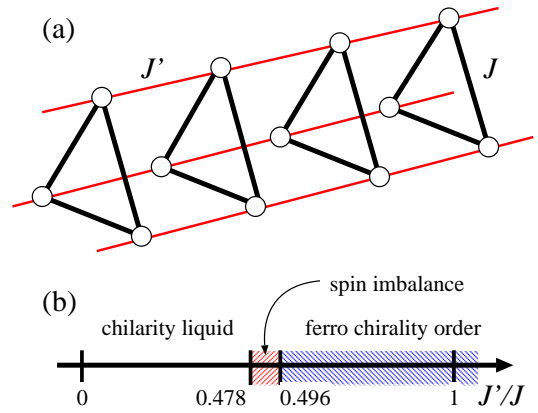 (a)
J' J
(b)
spin imbalance
chilarity liquid ferro chirality order
0 0.478 0.496 1 J'/J